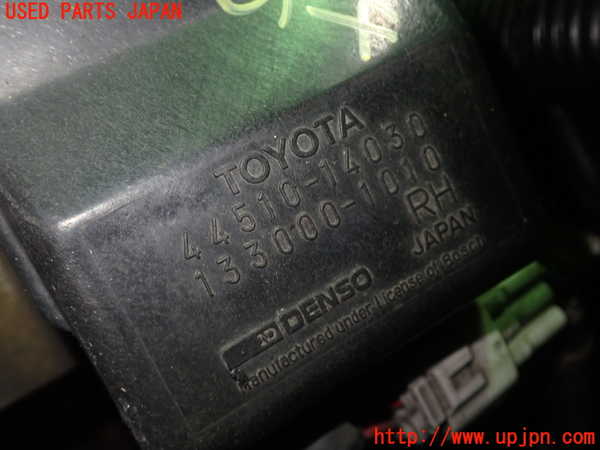 USED PARTS JAPAN
TOYOTA
44510-14030
133000-1010
RH
JAPAN
DENSO
Manufactured under License of Bosch
http://www.upjpn.com/